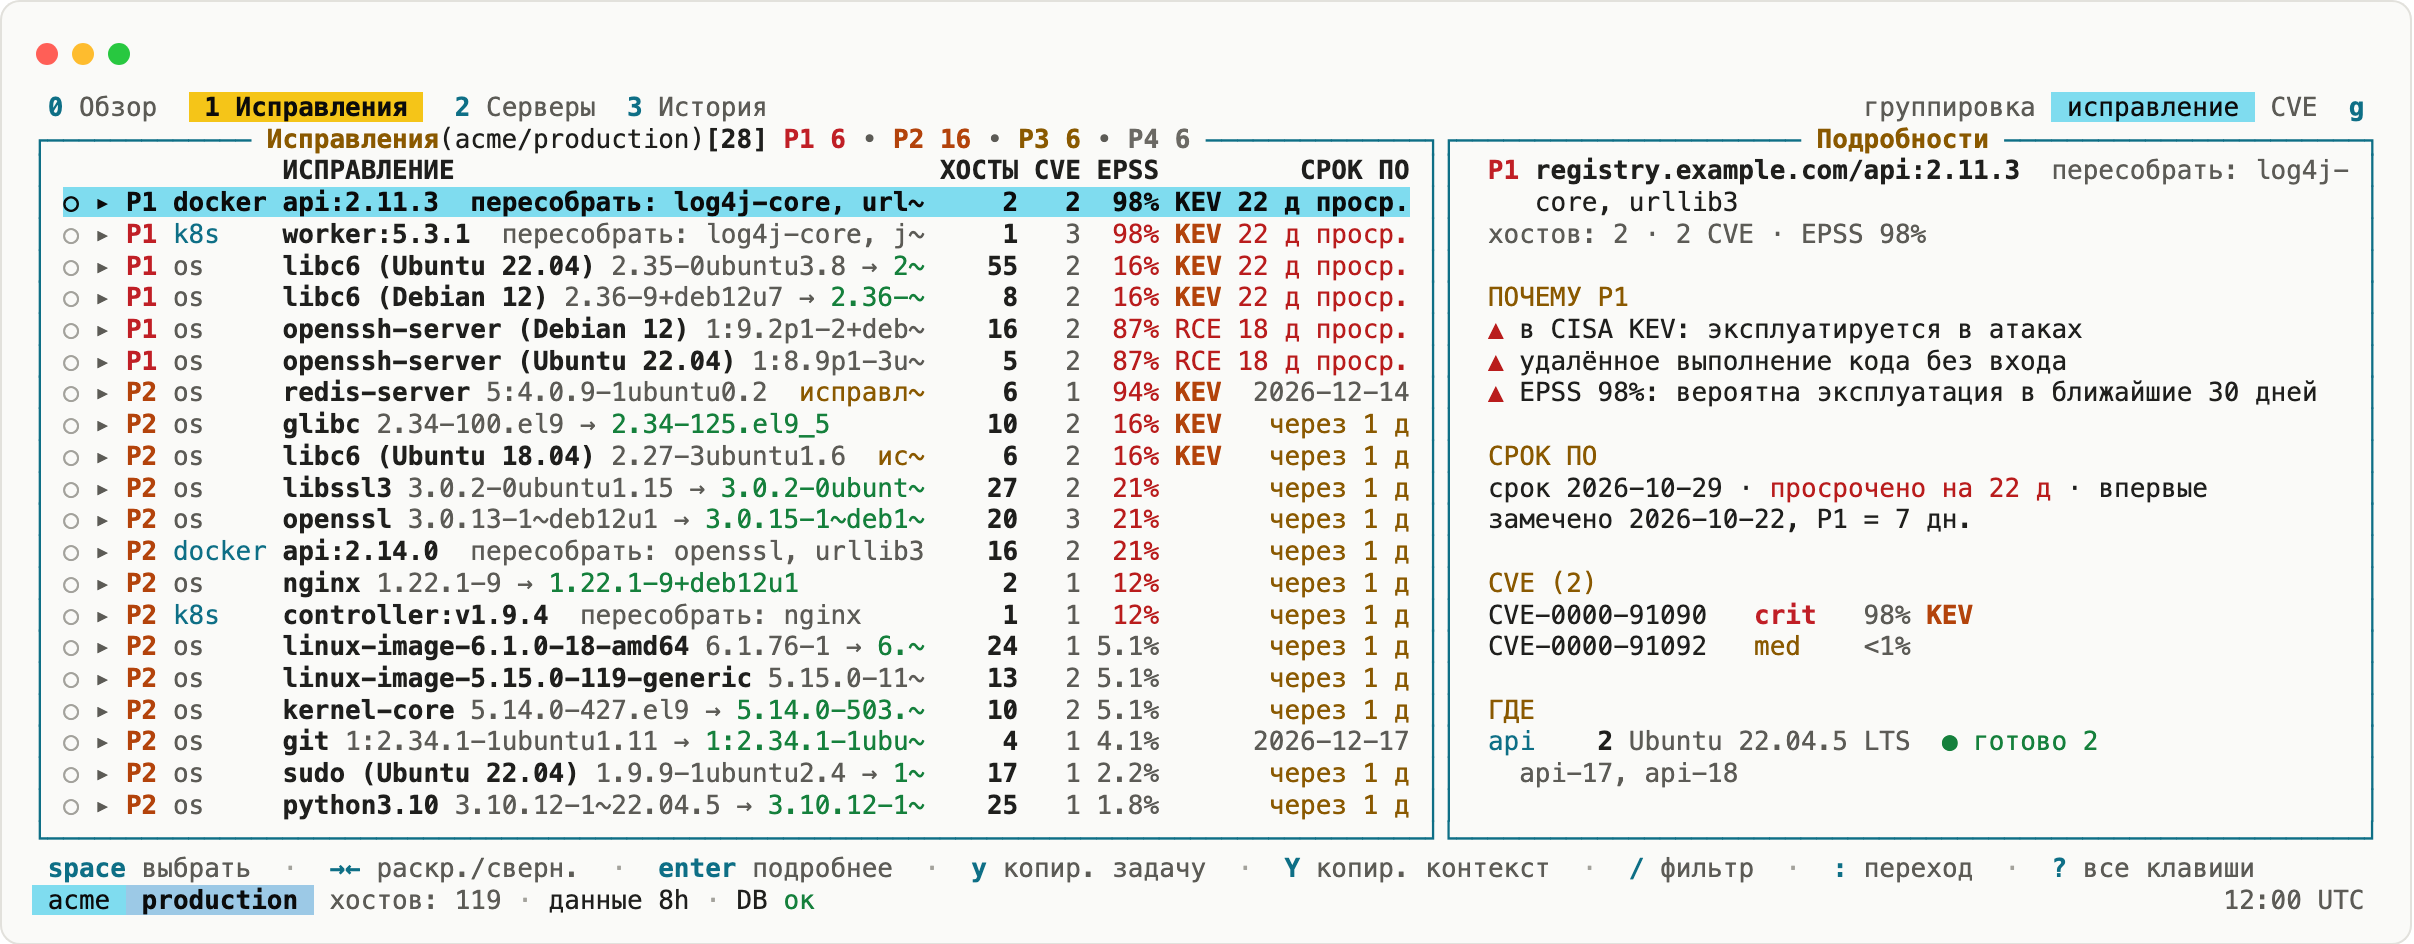 0 Обзор 1 Исправления 2 Серверы 3 История группировка исправление CVE g
Исправления(acme/production)[28] P1 6 • P2 16 • P3 6 • P4 6
ИСПРАВЛЕНИЕ ХОСТЫ CVE EPSS СРОК ПО
○ ▸ P1 docker api:2.11.3 пересобрать: log4j-core, url~ 2 2 98% KEV 22 д проср.
○ ▸ P1 k8s worker:5.3.1 пересобрать: log4j-core, j~ 1 3 98% KEV 22 д проср.
○ ▸ P1 os libc6 (Ubuntu 22.04) 2.35-0ubuntu3.8 → 2~ 55 2 16% KEV 22 д проср.
○ ▸ P1 os libc6 (Debian 12) 2.36-9+deb12u7 → 2.36-~ 8 2 16% KEV 22 д проср.
○ ▸ P1 os openssh-server (Debian 12) 1:9.2p1-2+deb~ 16 2 87% RCE 18 д проср.
○ ▸ P1 os openssh-server (Ubuntu 22.04) 1:8.9p1-3u~ 5 2 87% RCE 18 д проср.
○ ▸ P2 os redis-server 5:4.0.9-1ubuntu0.2 исправл~ 6 1 94% KEV 2026-12-14
○ ▸ P2 os glibc 2.34-100.el9 → 2.34-125.el9_5 10 2 16% KEV через 1 д
○ ▸ P2 os libc6 (Ubuntu 18.04) 2.27-3ubuntu1.6 ис~ 6 2 16% KEV через 1 д
○ ▸ P2 os libssl3 3.0.2-0ubuntu1.15 → 3.0.2-0ubunt~ 27 2 21% через 1 д
○ ▸ P2 os openssl 3.0.13-1~deb12u1 → 3.0.15-1~deb1~ 20 3 21% через 1 д
○ ▸ P2 docker api:2.14.0 пересобрать: openssl, urllib3 16 2 21% через 1 д
○ ▸ P2 os nginx 1.22.1-9 → 1.22.1-9+deb12u1 2 1 12% через 1 д
○ ▸ P2 k8s controller:v1.9.4 пересобрать: nginx 1 1 12% через 1 д
○ ▸ P2 os linux-image-6.1.0-18-amd64 6.1.76-1 → 6.~ 24 1 5.1% через 1 д
○ ▸ P2 os linux-image-5.15.0-119-generic 5.15.0-11~ 13 2 5.1% через 1 д
○ ▸ P2 os kernel-core 5.14.0-427.el9 → 5.14.0-503.~ 10 2 5.1% через 1 д
○ ▸ P2 os git 1:2.34.1-1ubuntu1.11 → 1:2.34.1-1ubu~ 4 1 4.1% 2026-12-17
○ ▸ P2 os sudo (Ubuntu 22.04) 1.9.9-1ubuntu2.4 → 1~ 17 1 2.2% через 1 д
○ ▸ P2 os python3.10 3.10.12-1~22.04.5 → 3.10.12-1~ 25 1 1.8% через 1 д
Подробности
P1 registry.example.com/api:2.11.3 пересобрать: log4j-
core, urllib3
хостов: 2 · 2 CVE · EPSS 98%
ПОЧЕМУ P1
▲ в CISA KEV: эксплуатируется в атаках
▲ удалённое выполнение кода без входа
▲ EPSS 98%: вероятна эксплуатация в ближайшие 30 дней
СРОК ПО
срок 2026-10-29 · просрочено на 22 д · впервые
замечено 2026-10-22, P1 = 7 дн.
CVE (2)
CVE-0000-91090 crit 98% KEV
CVE-0000-91092 med <1%
ГДЕ
api 2 Ubuntu 22.04.5 LTS ● готово 2
api-17, api-18
space выбрать · →← раскр./сверн. · enter подробнее · y копир. задачу · Y копир. контекст · / фильтр · : переход · ? все клавиши
acme production хостов: 119 · данные 8h · DB ок 12:00 UTC